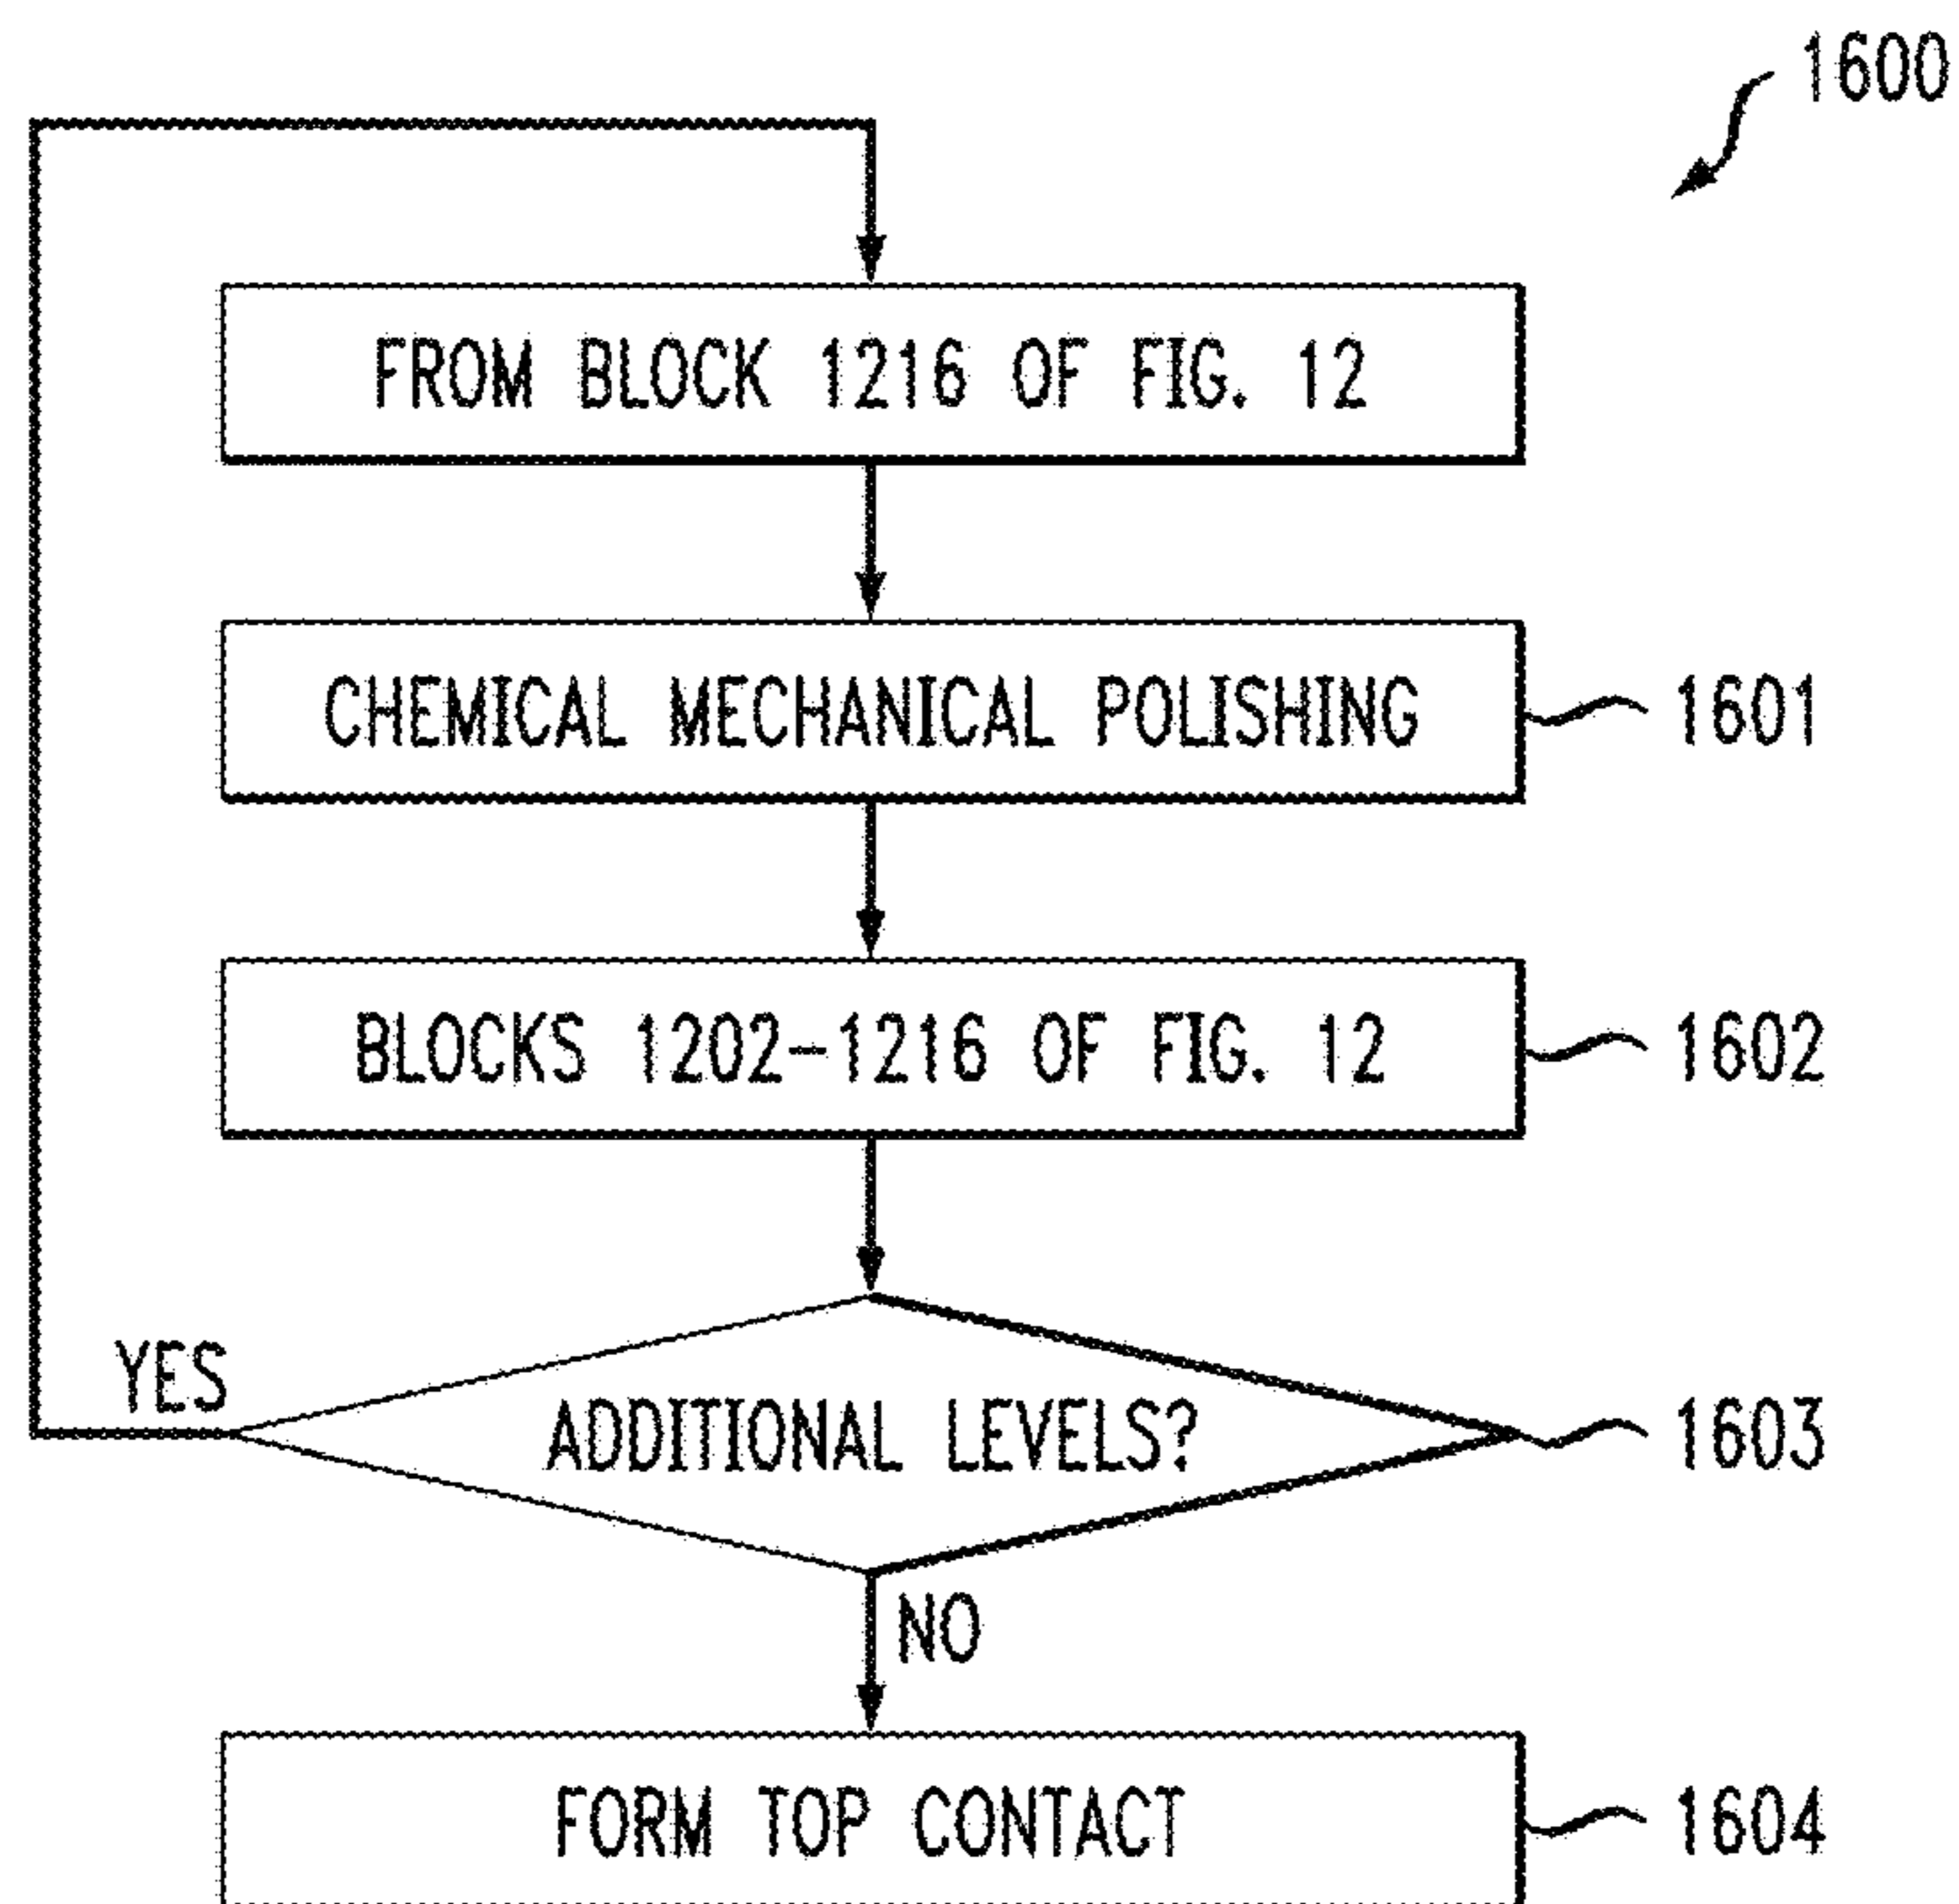 1600
FROM BLOCK 1216 OF FIG. 12
CHEMICAL MECHANICAL POLISHING
1601
BLOCKS 1202-1216 OF FIG. 12
1602
YES
ADDITIONAL LEVELS?
1603
NO
FORM TOP CONTACT
1604